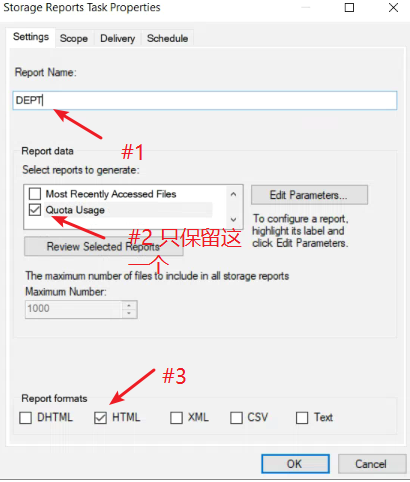 Storage Reports Task Properties
Settings Scope Delivery Schedule
Report Name:
DEPT
#1
Report data
Select reports to generate:
Most Recently Accessed Files
Quota Usage
Edit Parameters...
To configure a report,
highlight its label and
click Edit Parameters.
#2 只保留这
一个
Review Selected Reports
The maximum number of files to include in all storage reports
Maximum Number:
1000
#3
Report formats
DHTML HTML XML CSV Text
OK Cancel